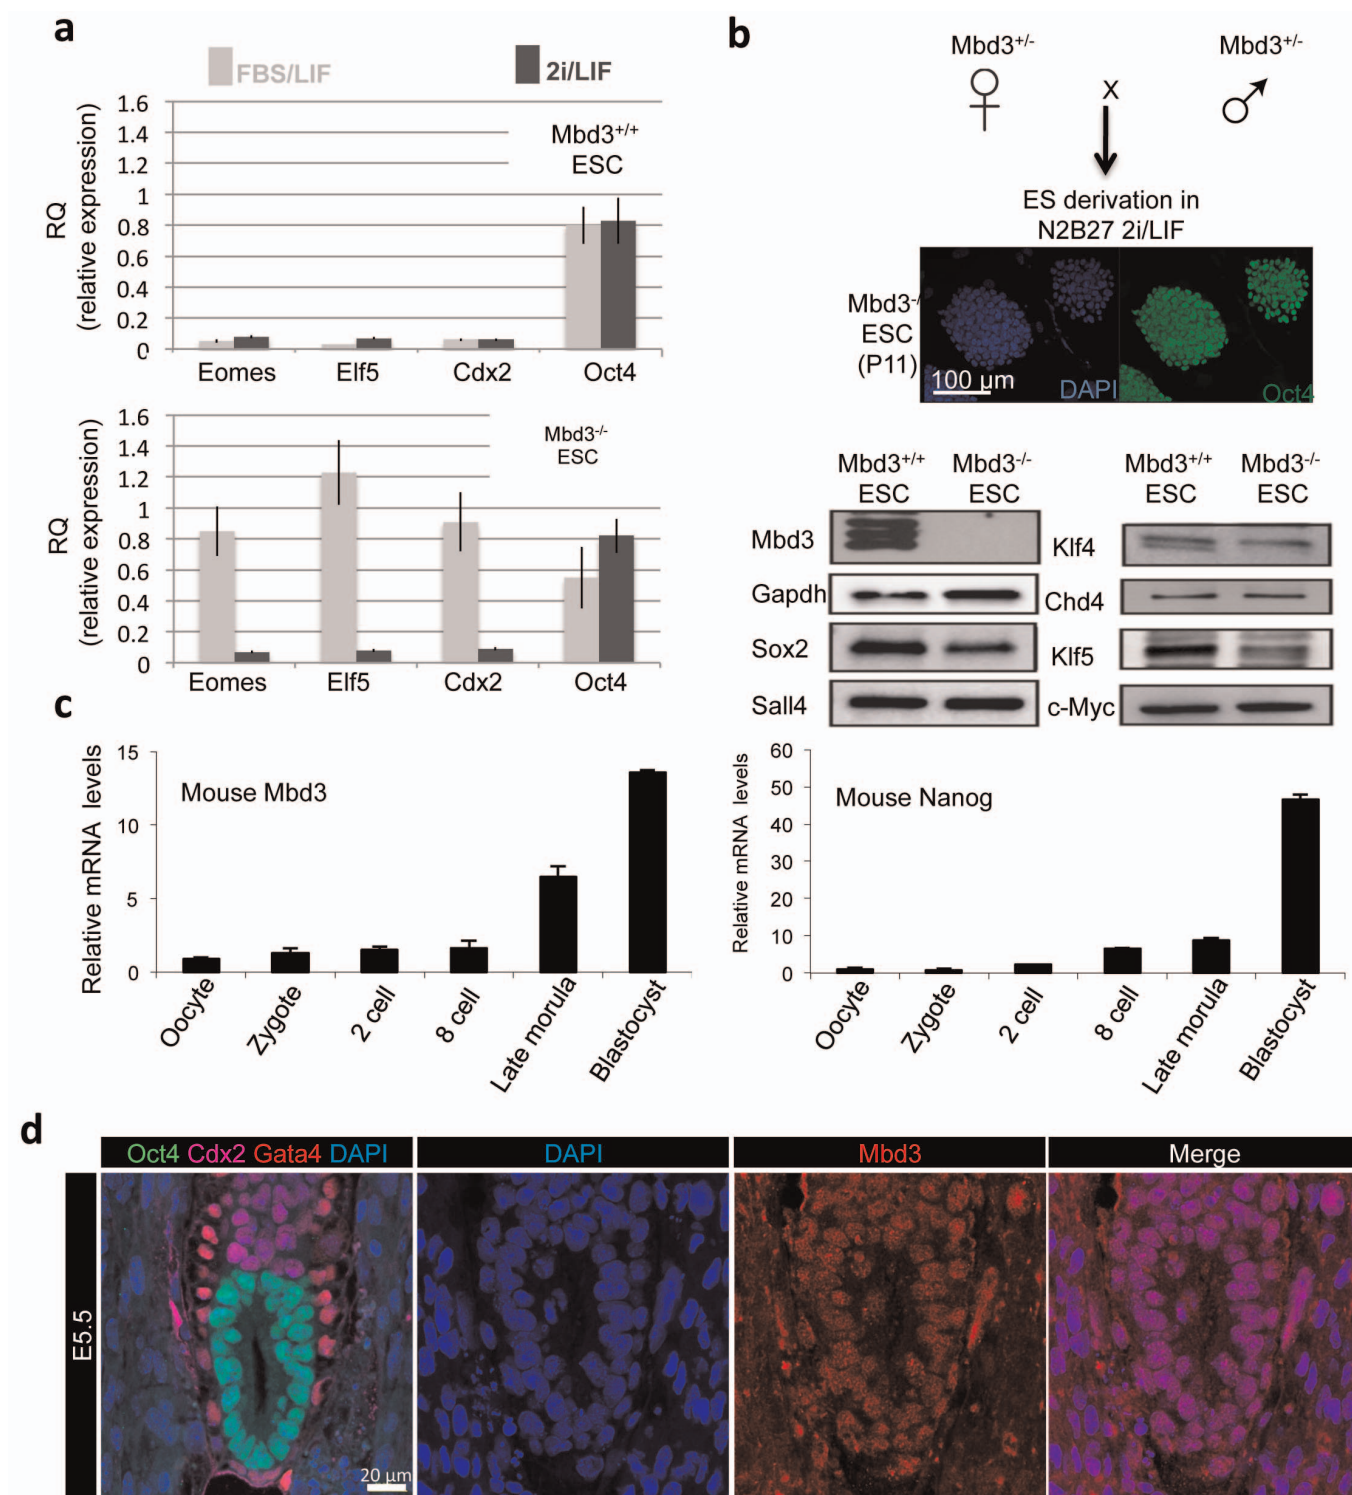 a
FBS/LIF
2i/LIF
1.6
1.4
1.2
1
0.8
0.6
0.4
0.2
0
RQ
(relative expression)
Mbd3+/+
ESC
Eomes
Elf5
Cdx2
Oct4
1.6
1.4
1.2
1
0.8
0.6
0.4
0.2
0
RQ
(relative expression)
Mbd3-/-
ESC
Eomes
Elf5
Cdx2
Oct4
b
Mbd3+/-
Mbd3+/-
♀
X
♂
ES derivation in
N2B27 2i/LIF
Mbd3-/
ESC
(P11)
100 µm
DAPI
Oct4
Mbd3+/+
ESC
Mbd3-/-
ESC
Mbd3+/+
ESC
Mbd3-/-
ESC
Mbd3
Gapdh
Sox2
Sall4
Klf4
Chd4
Klf5
c-Myc
c
Relative mRNA levels
15
10
5
0
Mouse Mbd3
Oocyte
Zygote
2 cell
8 cell
Late morula
Blastocyst
Relative mRNA levels
60
50
40
30
20
10
0
Mouse Nanog
Oocyte
Zygote
2 cell
8 cell
Late morula
Blastocyst
d
Oct4 Cdx2 Gata4 DAPI
DAPI
Mbd3
Merge
E5.5
20 µm